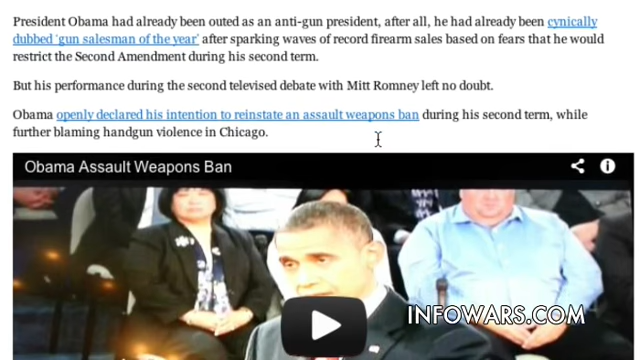 President Obama had already been outed as an anti-gun president, after all, he had already been cynically
dubbed 'gun salesman of the year' after sparking waves of record firearm sales based on fears that he would
restrict the Second Amendment during his second term.
But his performance during the second televised debate with Mitt Romney left no doubt.
Obama openly declared his intention to reinstate an assault weapons ban during his second term, while
further blaming handgun violence in Chicago.
Obama Assault Weapons Ban
INFOWARS.COM